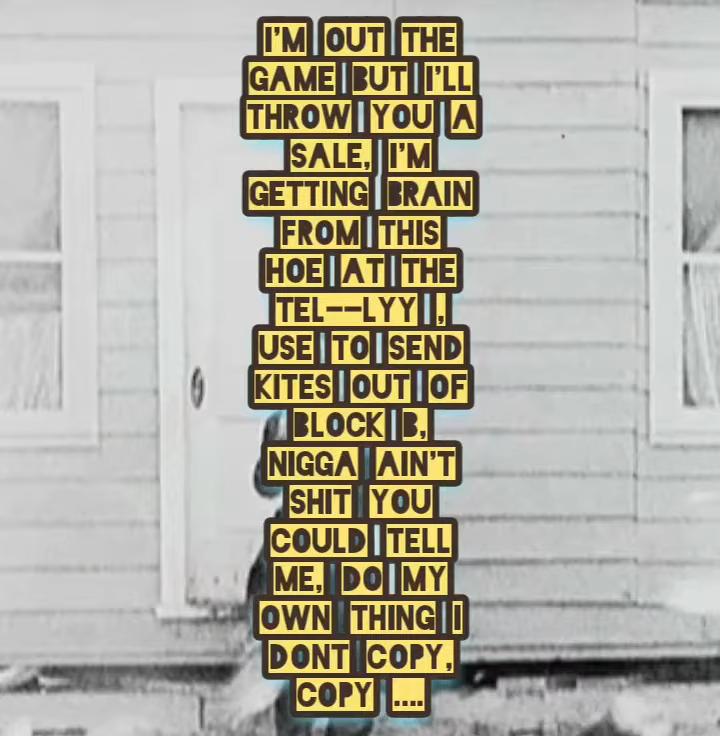 I'M OUT THE
GAME BUT I'LL
THROW YOU A
SALE, I'M
GETTING BRAIN
FROM THIS
HOE AT THE
TEL--LYY ,
USE TO SEND
KITES OUT OF
BLOCK B,
NIGGA AIN'T
SHIT YOU
COULD TELL
ME, DO MY
OWN THING I
DONT COPY,
COPY ....